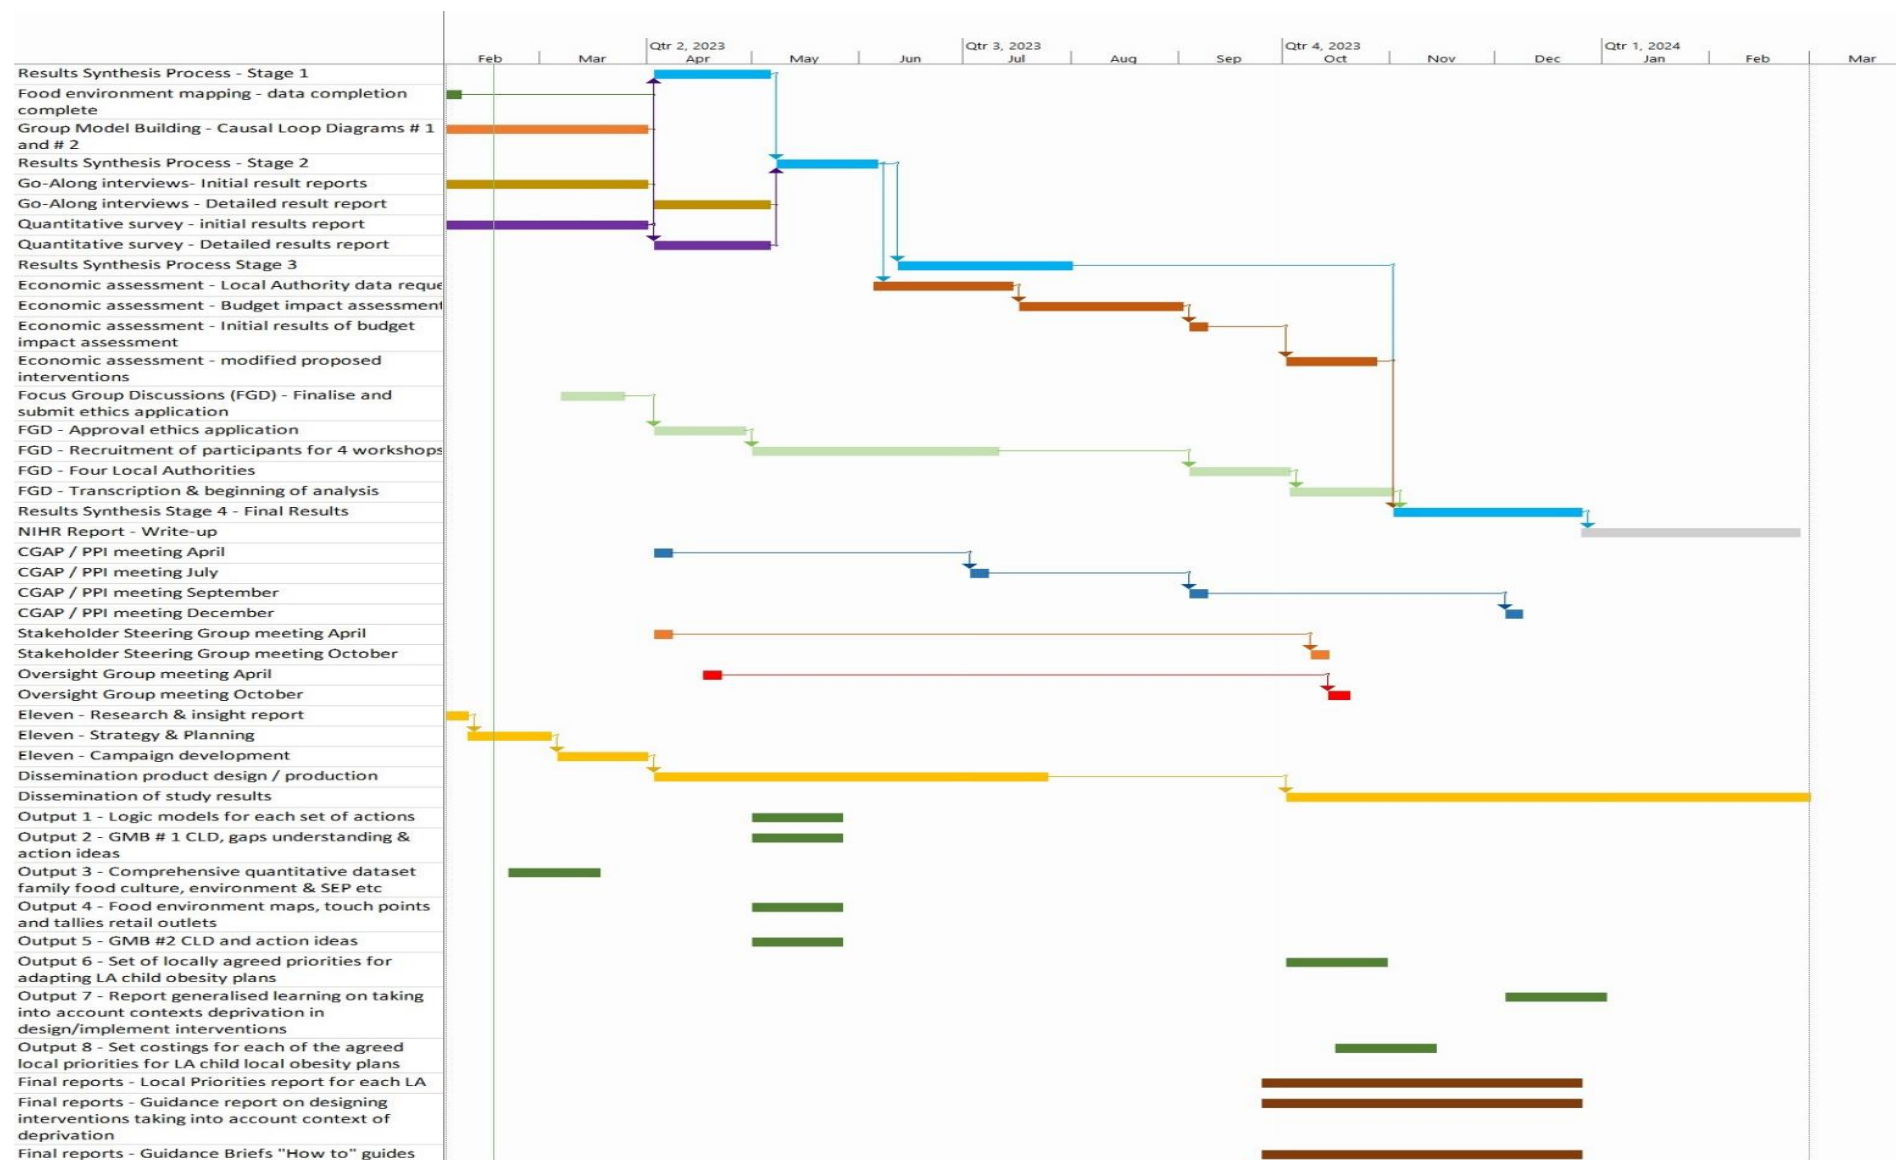 Qtr 2, 2023 Qtr 3, 2023 Qtr 4, 2023 Qtr 1, 2024
Feb Mar Apr May Jun Jul Aug Sep Oct Nov Dec Jan Feb Mar
Results Synthesis Process - Stage 1
Food environment mapping - data completion
complete
Group Model Building - Causal Loop Diagrams # 1
and # 2
Results Synthesis Process - Stage 2
Go-Along interviews- Initial result reports
Go-Along interviews - Detailed result report
Quantitative survey - initial results report
Quantitative survey - Detailed results report
Results Synthesis Process Stage 3
Economic assessment - Local Authority data reque
Economic assessment - Budget impact assessment
Economic assessment - Initial results of budget
impact assessment
Economic assessment - modified proposed
interventions
Focus Group Discussions (FGD) - Finalise and
submit ethics application
FGD - Approval ethics application
FGD - Recruitment of participants for 4 workshops
FGD - Four Local Authorities
FGD - Transcription & beginning of analysis
Results Synthesis Stage 4 - Final Results
NIHR Report - Write-up
CGAP / PPI meeting April
CGAP / PPI meeting July
CGAP / PPI meeting September
CGAP / PPI meeting December
Stakeholder Steering Group meeting April
Stakeholder Steering Group meeting October
Oversight Group meeting April
Oversight Group meeting October
Eleven - Research & insight report
Eleven - Strategy & Planning
Eleven - Campaign development
Dissemination product design / production
Dissemination of study results
Output 1 - Logic models for each set of actions
Output 2 - GMB # 1 CLD, gaps understanding &
action ideas
Output 3 - Comprehensive quantitative dataset
family food culture, environment & SEP etc
Output 4 - Food environment maps, touch points
and tallies retail outlets
Output 5 - GMB #2 CLD and action ideas
Output 6 - Set of locally agreed priorities for
adapting LA child obesity plans
Output 7 - Report generalised learning on taking
into account contexts deprivation in
design/implement interventions
Output 8 - Set costings for each of the agreed
local priorities for LA child local obesity plans
Final reports - Local Priorities report for each LA
Final reports - Guidance report on designing
interventions taking into account context of
deprivation
Final reports - Guidance Briefs "How to" guides